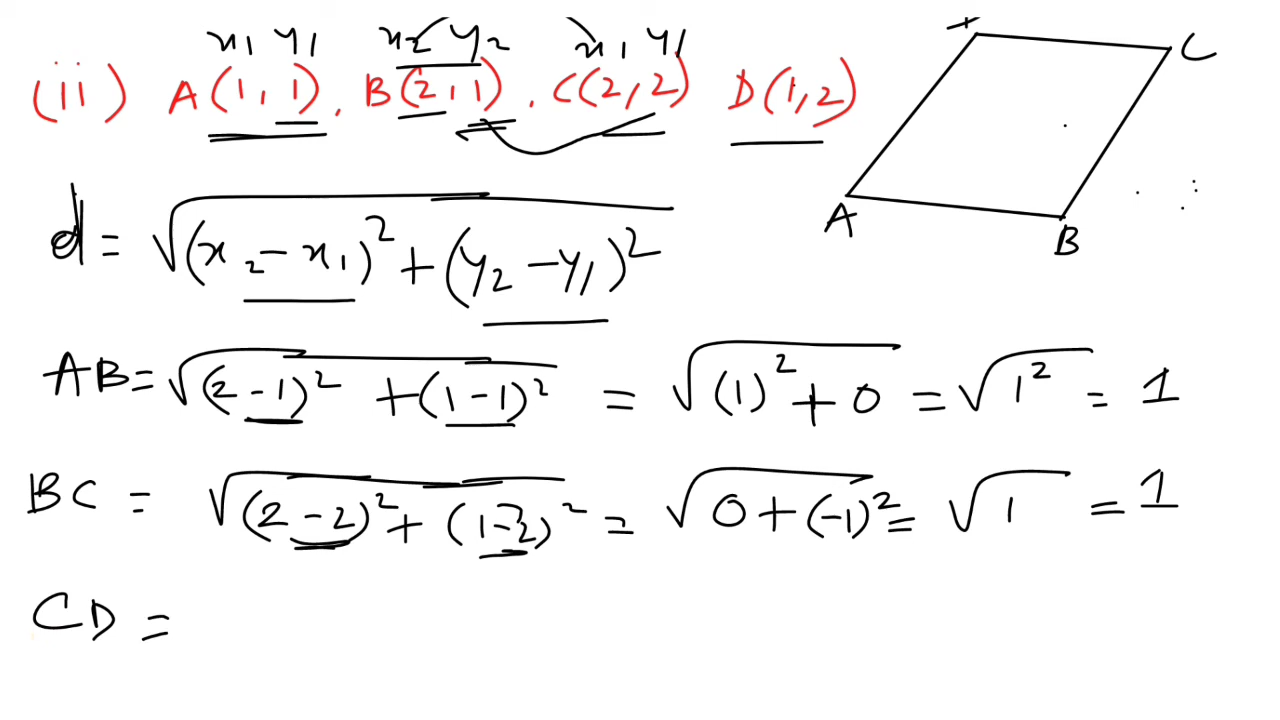 x₁ y₁ x₂ y₂ x₁ y₁
(ii) A(1, 1), B(2, 1), C(2, 2) D(1, 2)
C
A
B
d = √(x₂ - x₁)² + (y₂ - y₁)²
AB = √(2 - 1)² + (1 - 1)² = √(1)² + 0 = √1² = 1
BC = √(2 - 2)² + (1 - 2)² = √0 + (-1)² = √1 = 1
CD =